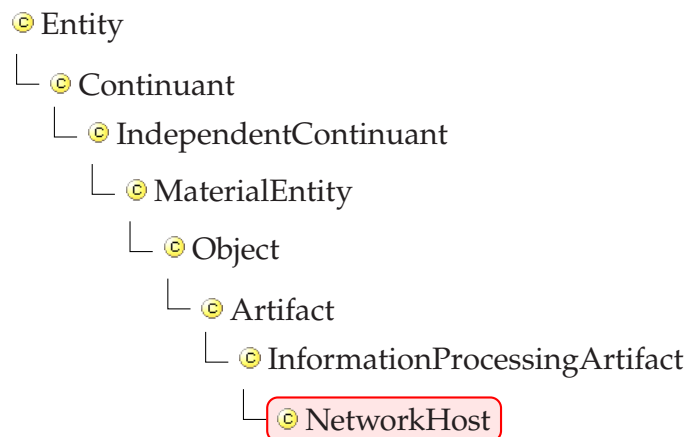 Entity
Continuant
IndependentContinuant
MaterialEntity
Object
Artifact
InformationProcessingArtifact
NetworkHost